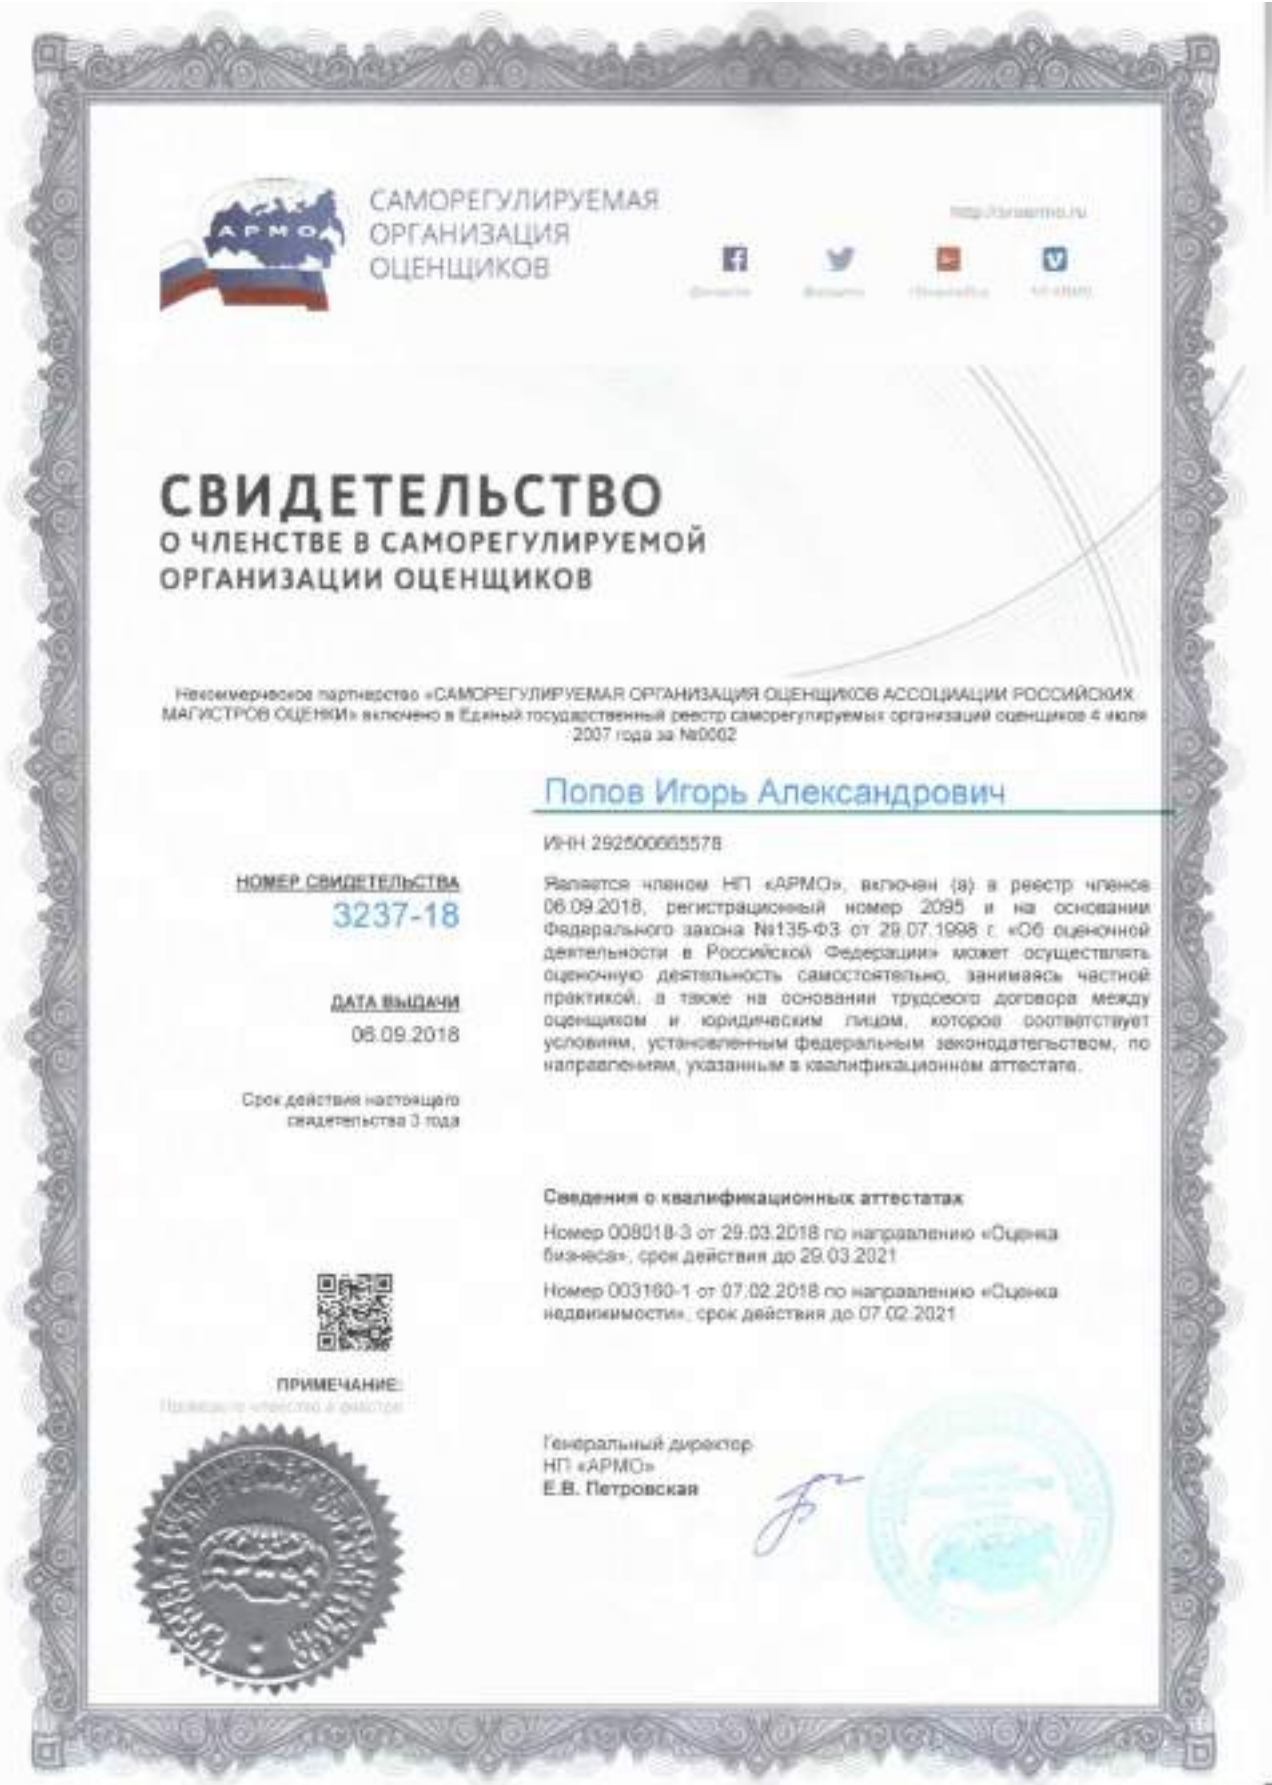 АРМО
САМОРЕГУЛИРУЕМАЯ
ОРГАНИЗАЦИЯ
ОЦЕНЩИКОВ
СВИДЕТЕЛЬСТВО
О ЧЛЕНСТВЕ В САМОРЕГУЛИРУЕМОЙ
ОРГАНИЗАЦИИ ОЦЕНЩИКОВ
Некоммерческое партнерство «САМОРЕГУЛИРУЕМАЯ ОРГАНИЗАЦИЯ ОЦЕНЩИКОВ АССОЦИАЦИИ РОССИЙСКИХ
МАГИСТРОВ ОЦЕНКИ» включено в Единый государственный реестр саморегулируемых организаций оценщиков 4 июля
2007 года за №0002
Попов Игорь Александрович
ИНН 292500665578
НОМЕР СВИДЕТЕЛЬСТВА
3237-18
ДАТА ВЫДАЧИ
06.09.2018
Срок действия настоящего
свидетельства 3 года
Является членом НП «АРМО», включен (а) в реестр членов
06.09.2018, регистрационный номер 2095 и на основании
Федерального закона №135-ФЗ от 29.07.1998 г. «Об оценочной
деятельности в Российской Федерации» может осуществлять
оценочную деятельность самостоятельно, занимаясь частной
практикой, а также на основании трудового договора между
оценщиком и юридическим лицом, которое соответствует
условиям, установленным федеральным законодательством, по
направлениям, указанным в квалификационном аттестате.
Сведения о квалификационных аттестатах
Номер 008018-3 от 29.03.2018 по направлению «Оценка
бизнеса», срок действия до 29.03.2021
Номер 003160-1 от 07.02.2018 по направлению «Оценка
недвижимости», срок действия до 07.02.2021
ПРИМЕЧАНИЕ:
Проверьте членство в реестре
Генеральный директор
НП «АРМО»
Е.В. Петровская